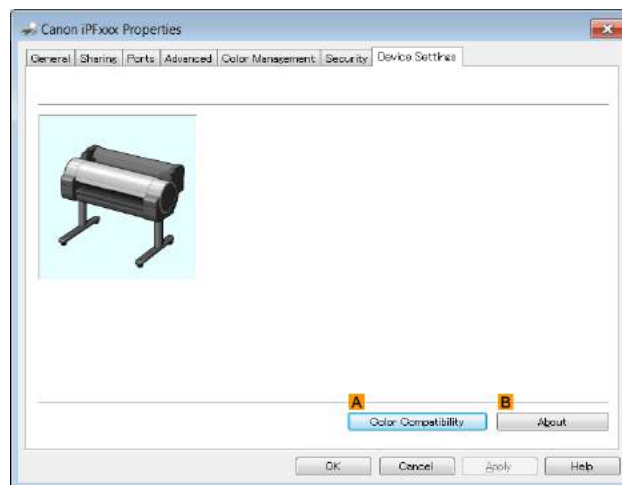 Canon iPFxxx Properties
General Sharing Ports Advanced Color Management Security Device Settings
A B
Color Compatibility About
OK Cancel Apply Help